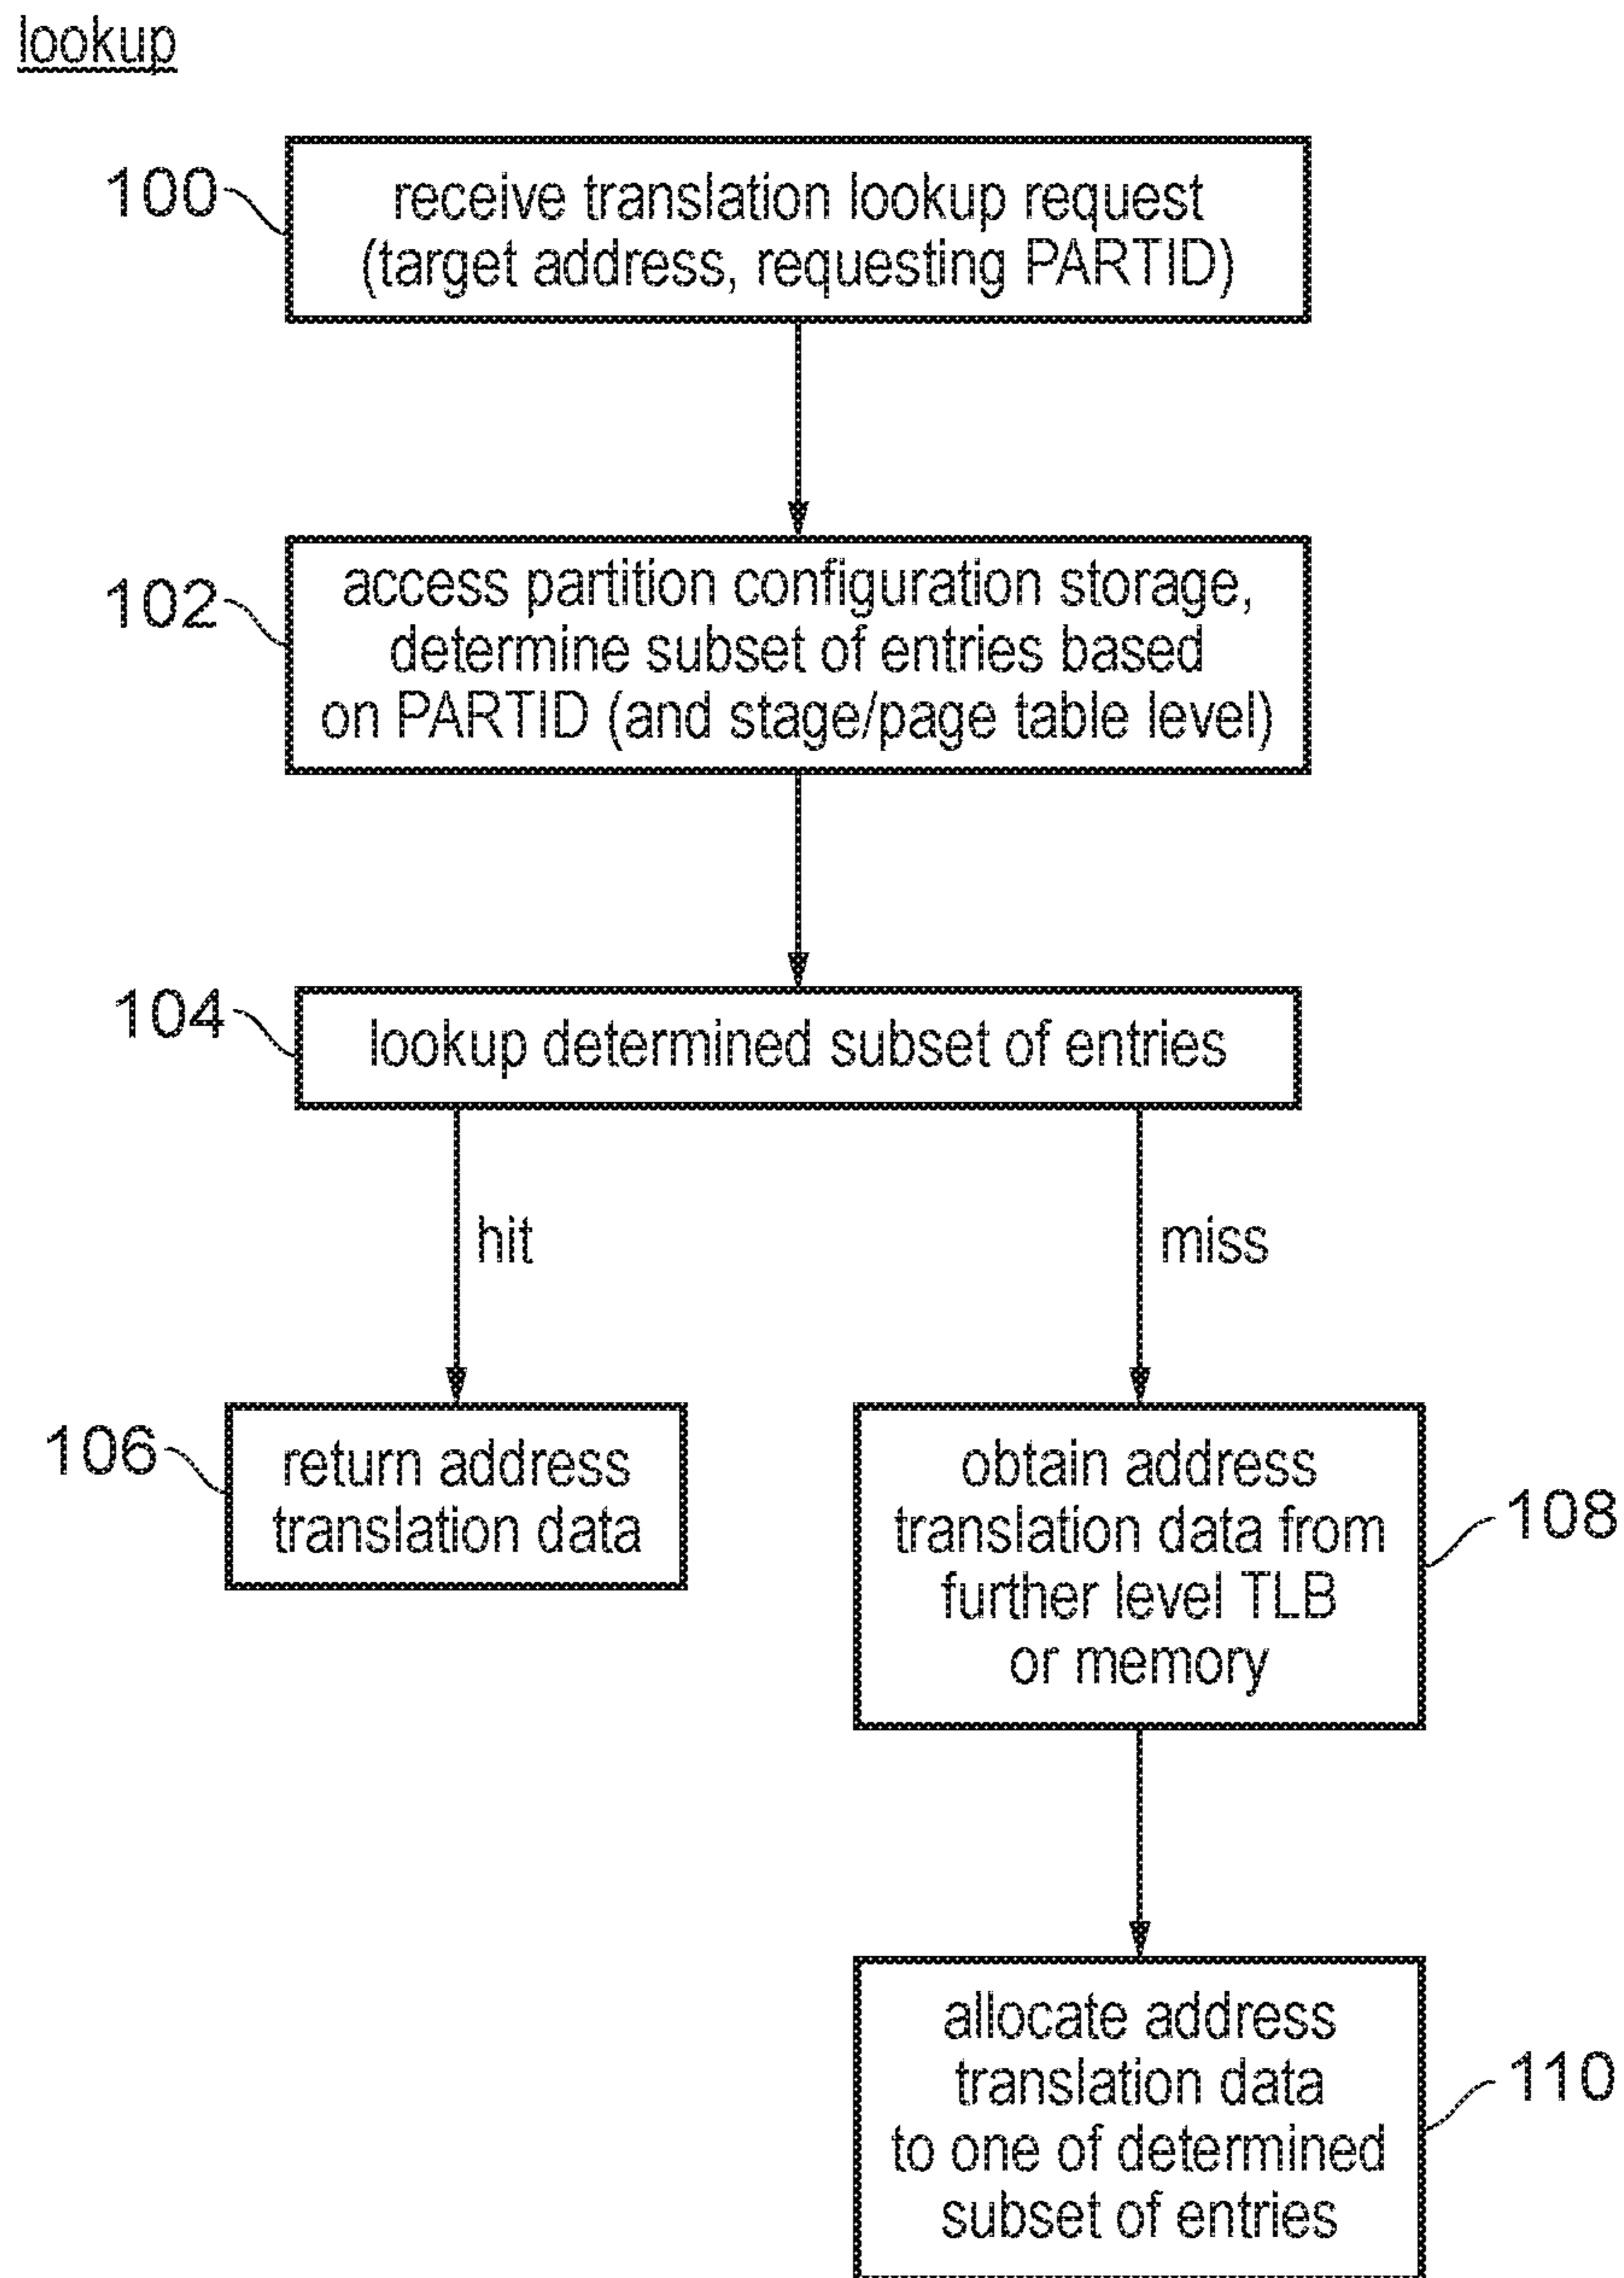 lookup
100
receive translation lookup request
(target address, requesting PARTID)
102
access partition configuration storage,
determine subset of entries based
on PARTID (and stage/page table level)
104
lookup determined subset of entries
hit
miss
106
return address
translation data
obtain address
translation data from
further level TLB
or memory
108
allocate address
translation data
to one of determined
subset of entries
110